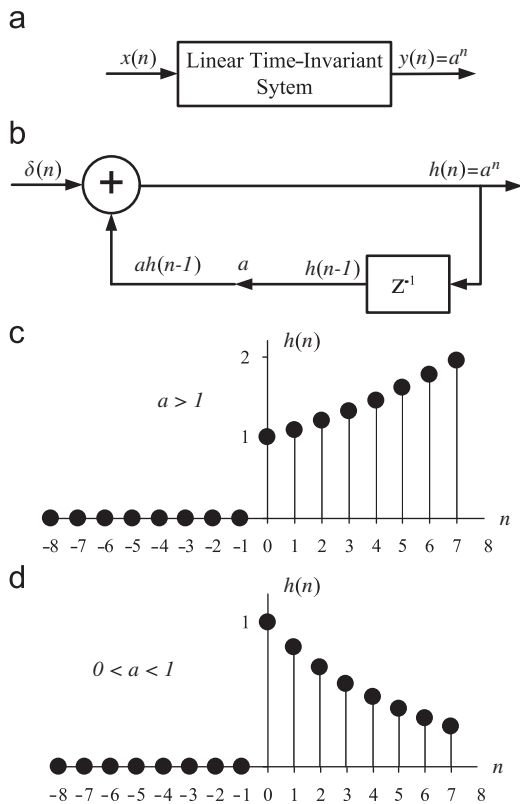 a
x(n)
Linear Time-Invariant
Sytem
y(n)=aⁿ
b
δ(n)
+
h(n)=aⁿ
ah(n-1)
a
h(n-1)
Z⁻¹
c
h(n)
2
a > 1
1
n
-8 -7 -6 -5 -4 -3 -2 -1 0 1 2 3 4 5 6 7 8
d
h(n)
1
0 < a < 1
n
-8 -7 -6 -5 -4 -3 -2 -1 0 1 2 3 4 5 6 7 8